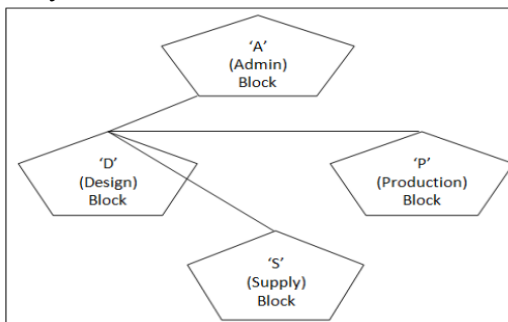 ‘A’
(Admin)
Block
‘D’
(Design)
Block
‘P’
(Production)
Block
‘S’
(Supply)
Block